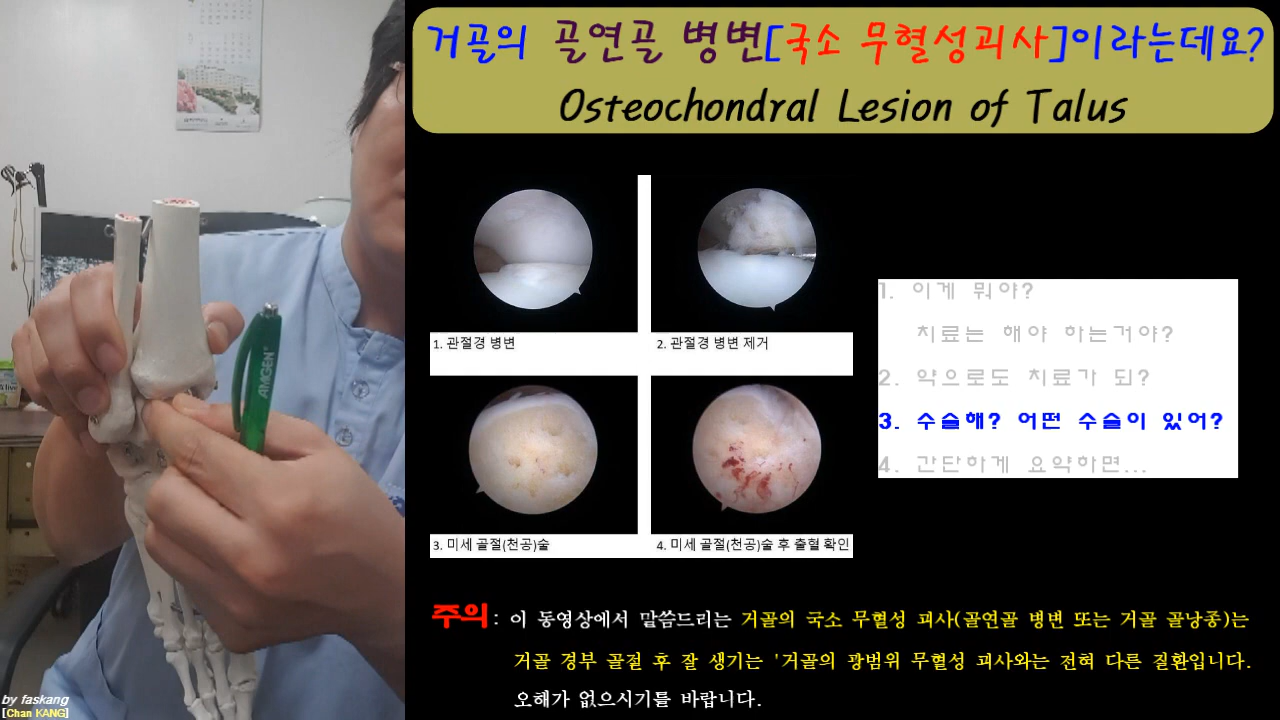 거골의 골연골 병변[국소 무혈성괴사]이라는데요?
Osteochondral Lesion of Talus
1. 관절경 병변
2. 관절경 병변 제거
3. 미세 골절(천공)술
4. 미세 골절(천공)술 후 출혈 확인
1. 이게 뭐야?
치료는 해야 하는거야?
2. 약으로도 치료가 되?
3. 수술해? 어떤 수술이 있어?
4. 간단하게 요약하면...
주의: 이 동영상에서 말씀드리는 거골의 국소 무혈성 괴사(골연골 병변 또는 거골 골낭종)는
거골 경부 골절 후 잘 생기는 '거골의 광범위 무혈성 괴사와는 전혀 다른 질환입니다.
오해가 없으시기를 바랍니다.
AMGEN
by faskang
[Chan KANG]